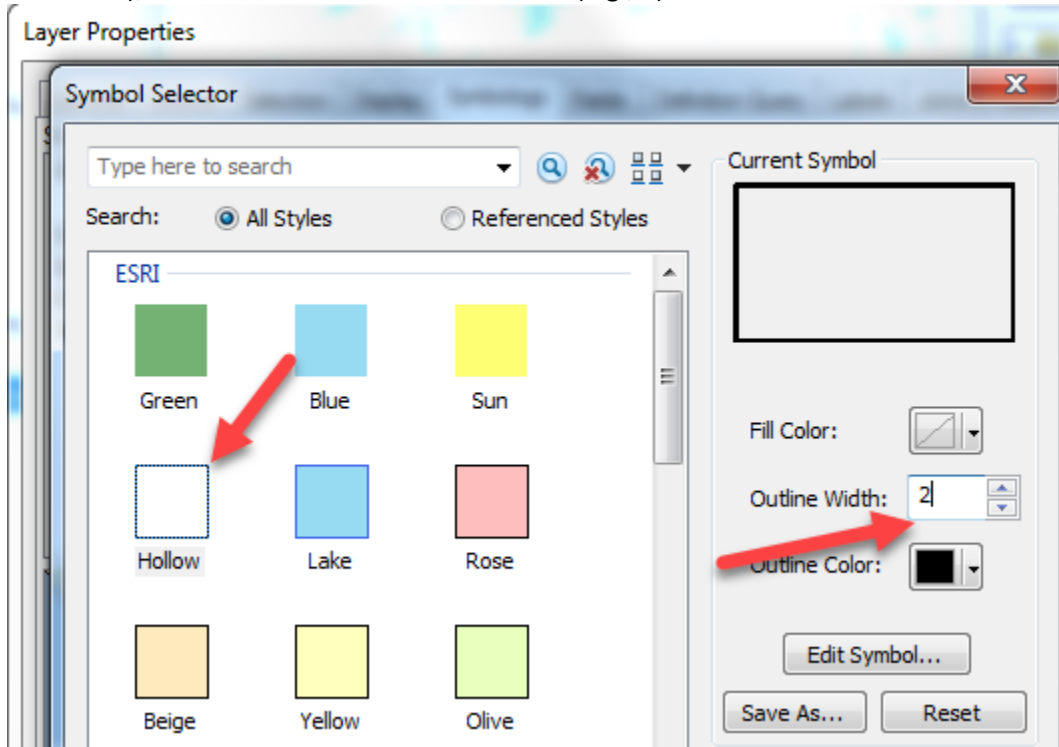 Layer Properties
Symbol Selector
Type here to search
Search: All Styles Referenced Styles
ESRI
Green Blue Sun
Hollow Lake Rose
Beige Yellow Olive
Current Symbol
Fill Color:
Outline Width: 2
Outline Color:
Edit Symbol...
Save As... Reset